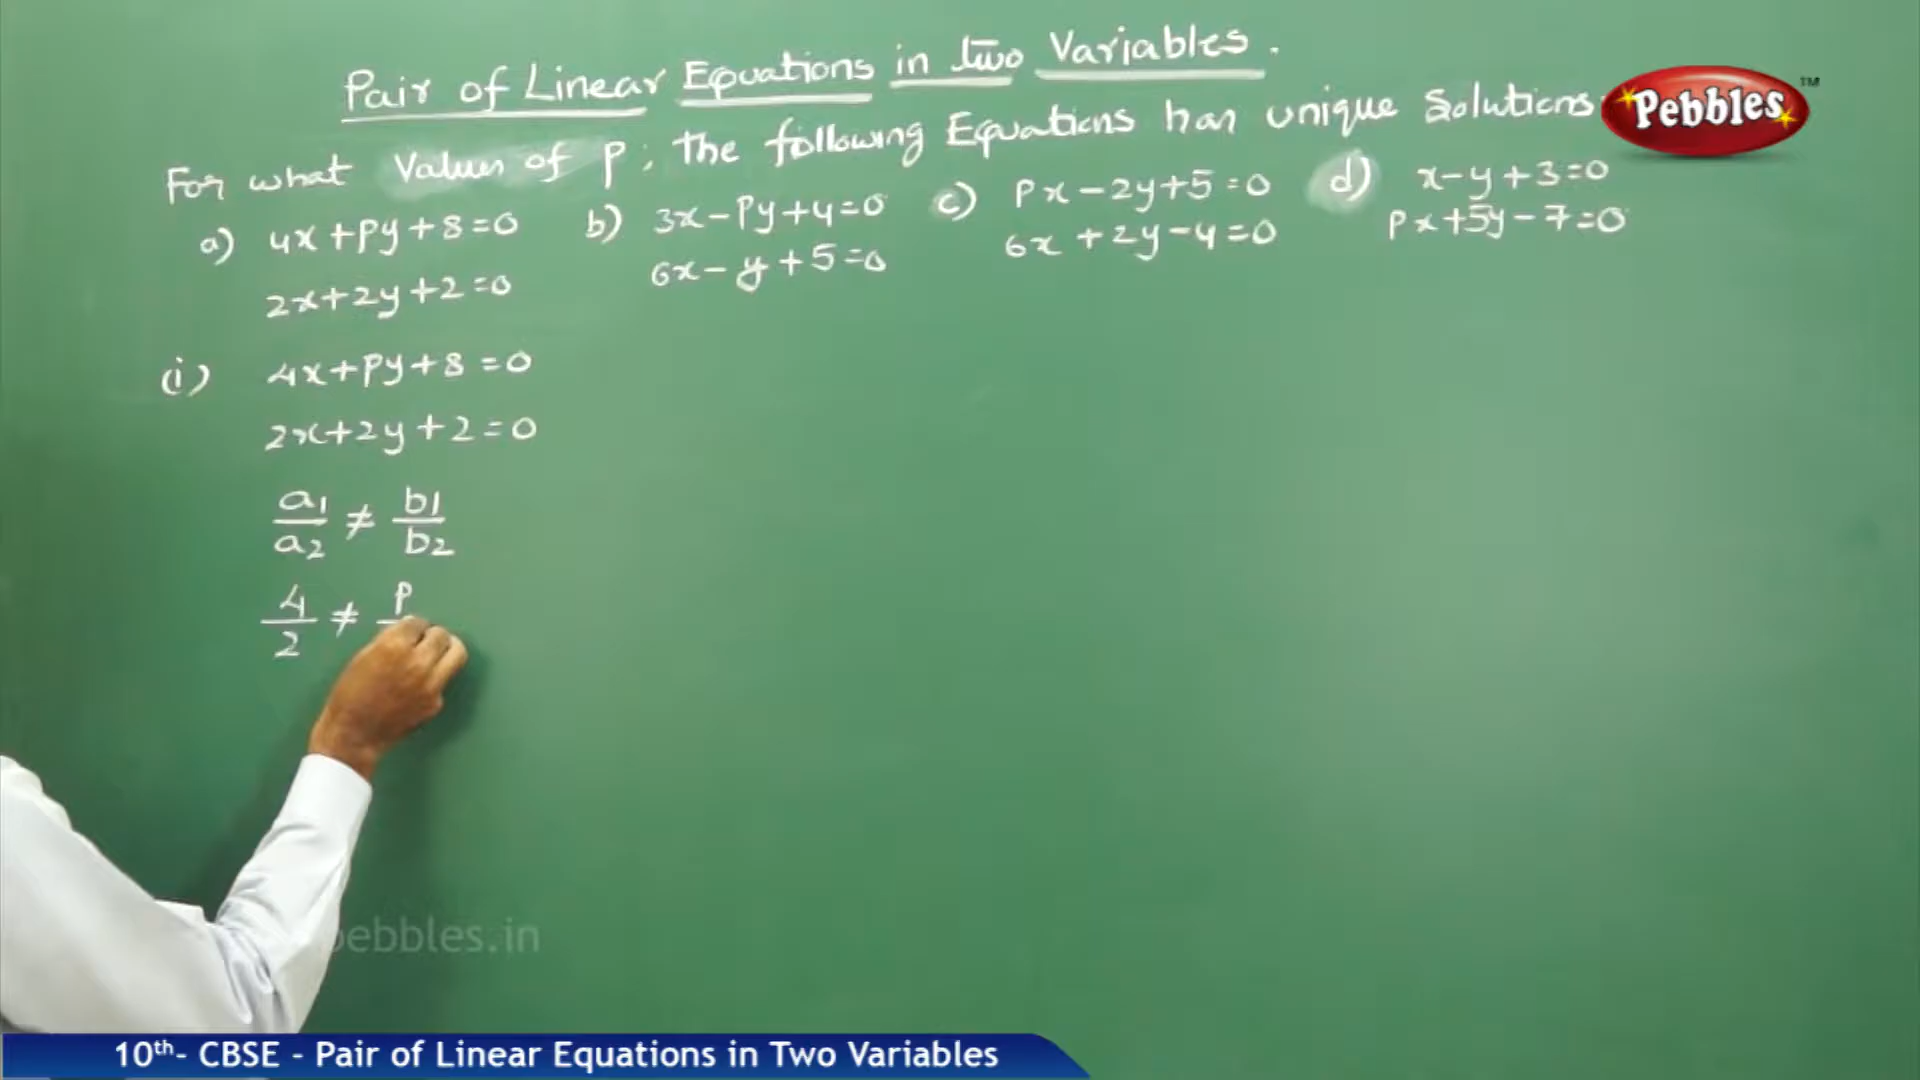 Pair of Linear Equations in two Variables.
For what Values of P; The following Equations has unique Solutions
a) 4x+Py+8=0 b) 3x-Py+4=0 c) Px-2y+5=0 d) x-y+3=0
2x+2y+2=0 6x-y+5=0 6x+2y-4=0 Px+5y-7=0
(i) 4x+Py+8=0
2x+2y+2=0
a1/a2 ≠ b1/b2
4/2 ≠ P
Pebbles™
pebbles.in
10th- CBSE - Pair of Linear Equations in Two Variables